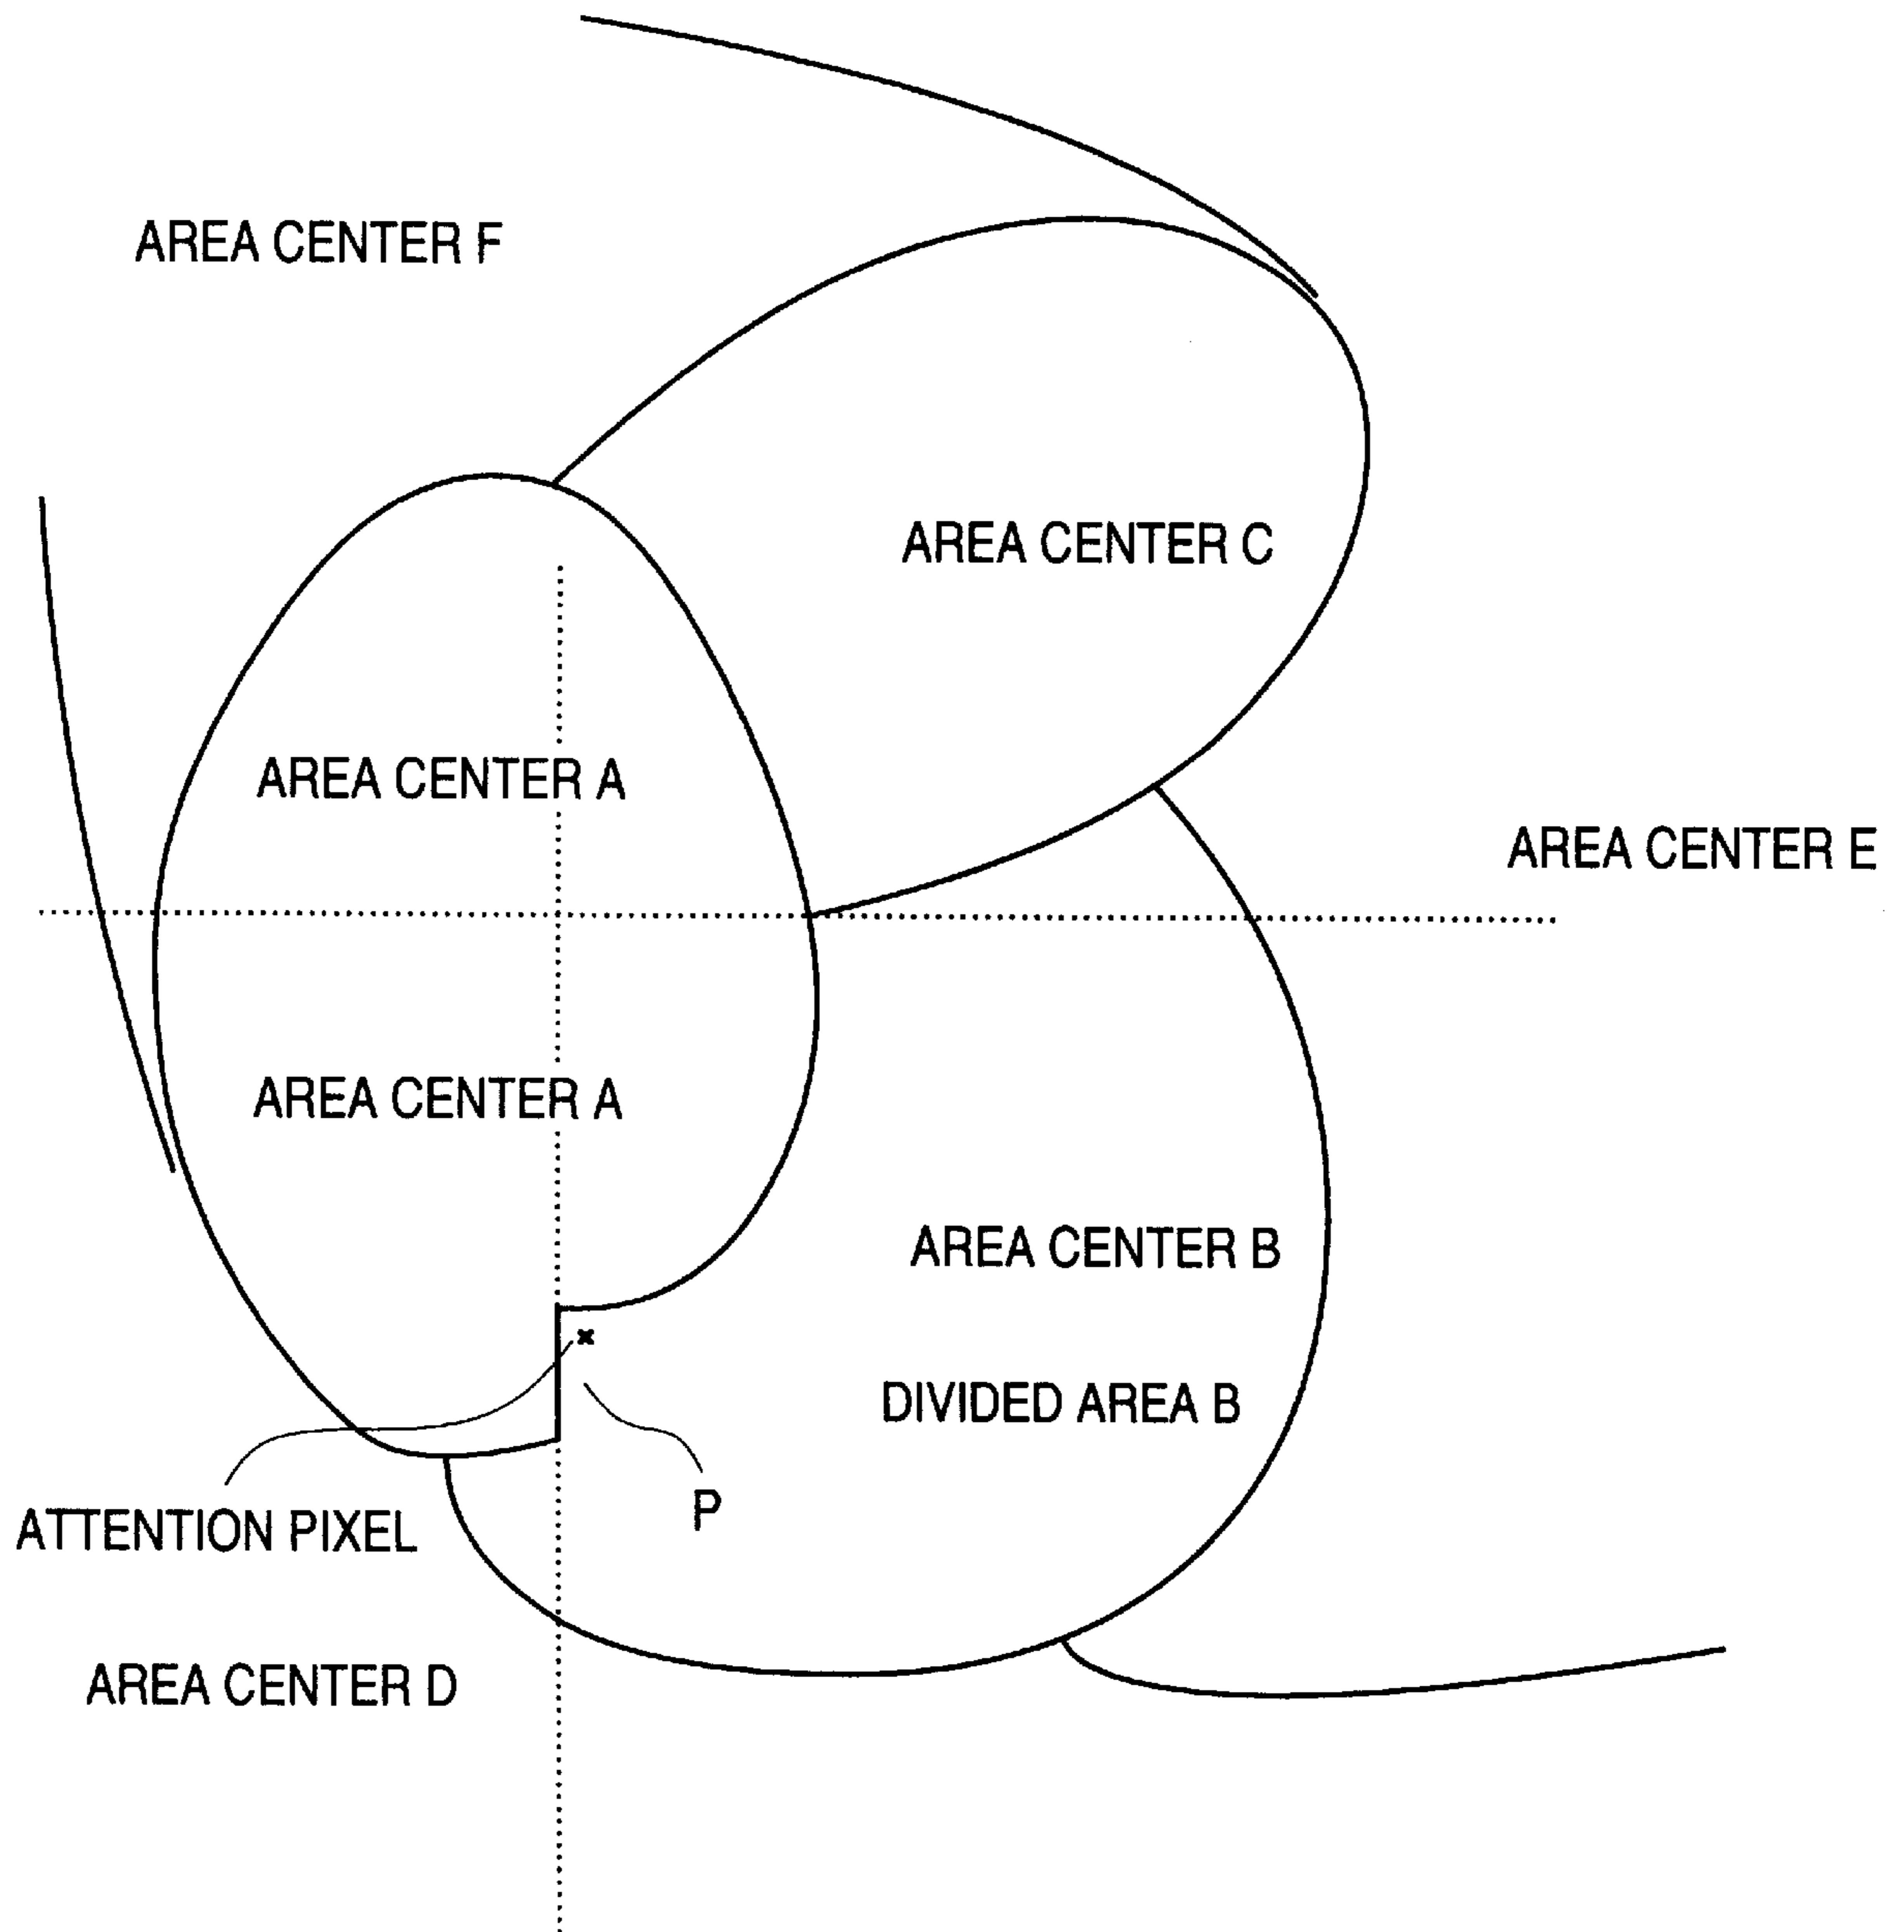 AREA CENTER F
AREA CENTER C
AREA CENTER A
AREA CENTER E
AREA CENTER A
AREA CENTER B
DIVIDED AREA B
P
ATTENTION PIXEL
AREA CENTER D